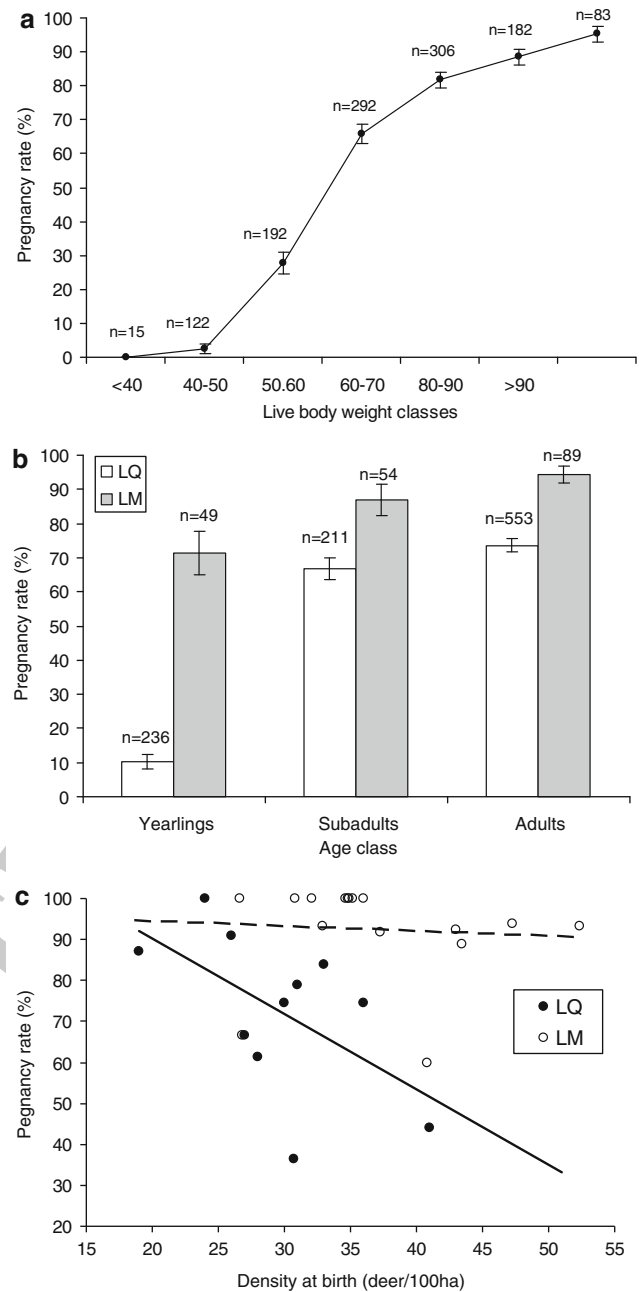 a
100
90
80
70
60
50
40
30
20
10
0
Pregnancy rate (%)
n=15
n=122
n=192
n=292
n=306
n=182
n=83
<40
40-50
50.60
60-70
80-90
>90
Live body weight classes
b
100
90
80
70
60
50
40
30
20
10
0
Pregnancy rate (%)
LQ
LM
n=236
n=49
n=211
n=54
n=553
n=89
Yearlings
Subadults
Adults
Age class
c
100
90
80
70
60
50
40
30
20
Pegnancy rate (%)
LQ
LM
15
20
25
30
35
40
45
50
55
Density at birth (deer/100ha)